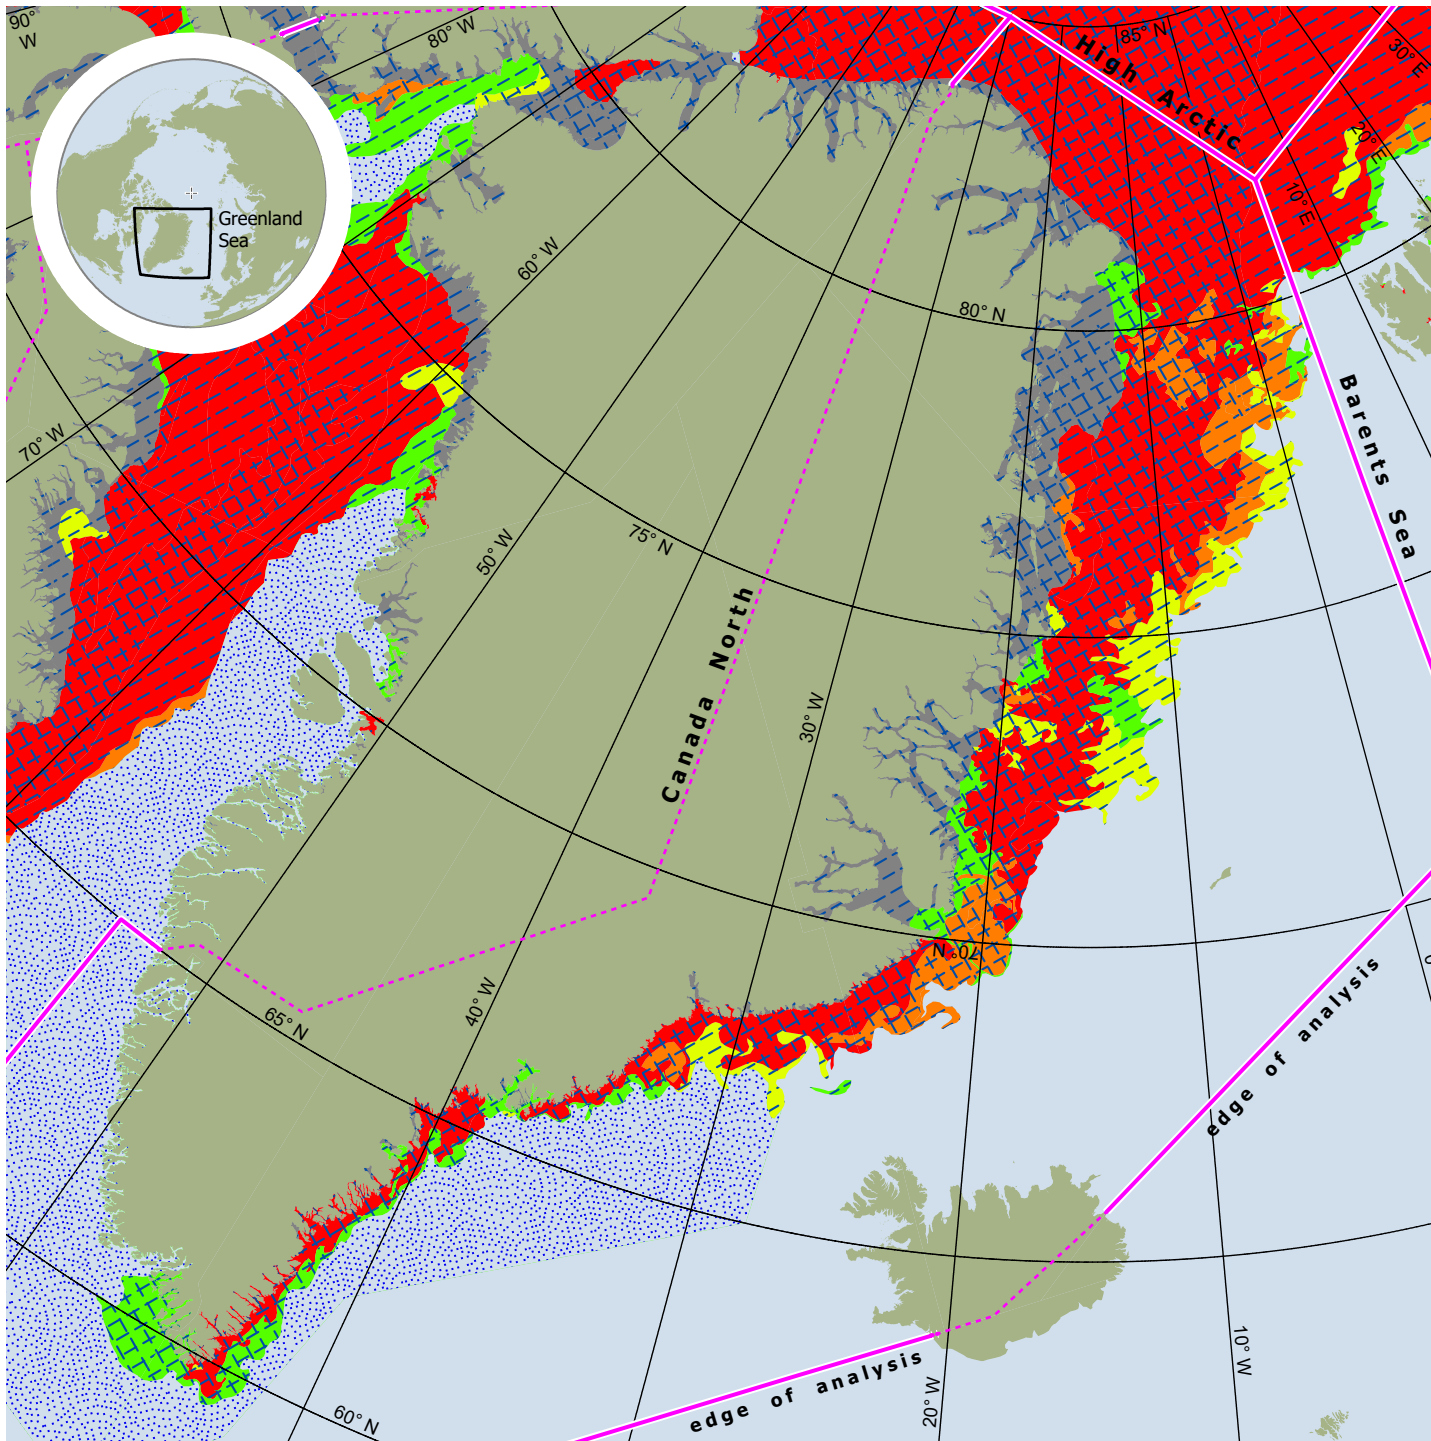 90°
W
80° W
85° N
30° E
High Arctic
20° E
10° E
Greenland
Sea
60° W
80° N
70° W
Barents Sea
50° W
75° N
Canada North
30° W
70° N
0
edge of analysis
40° W
65° N
10° W
edge of analysis
20° W
60° N